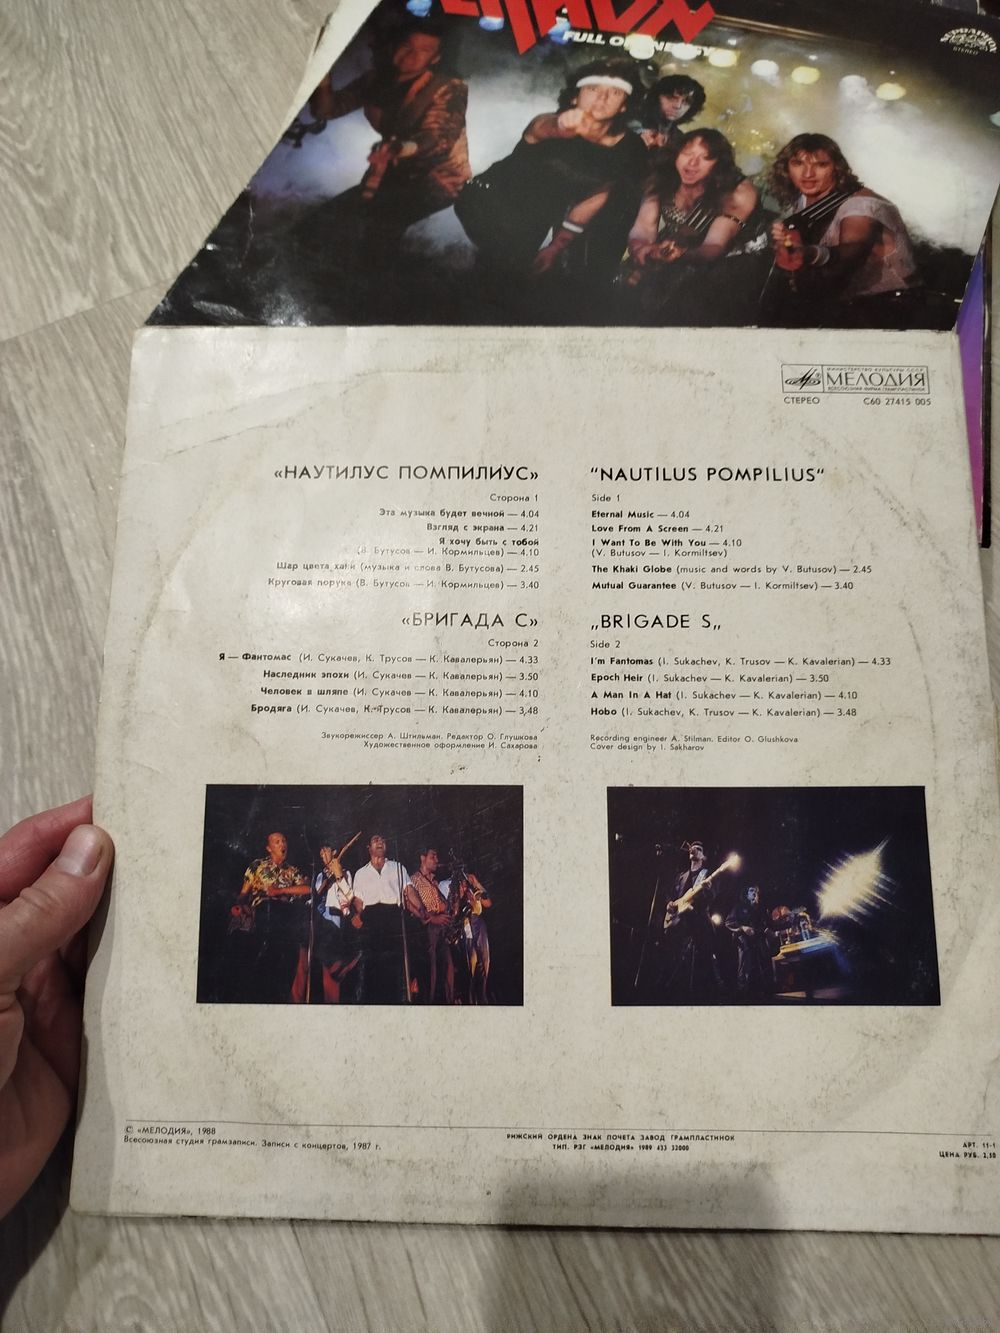 FULL OF ENERGY
SUPRAPHON
STEREO
МИНИСТЕРСТВО КУЛЬТУРЫ СССР
МЕЛОДИЯ
ВСЕСОЮЗНАЯ ФИРМА ГРАМПЛАСТИНОК
СТЕРЕО С60 27415 005
«НАУТИЛУС ПОМПИЛИУС»
Сторона 1
Эта музыка будет вечной — 4.04
Взгляд с экрана — 4.21
Я хочу быть с тобой
(В. Бутусов — И. Кормильцев) — 4.10
Шар цвета хаки (музыка и слова В. Бутусова) — 2.45
Круговая порука (В. Бутусов — И. Кормильцев) — 3.40
«БРИГАДА С»
Сторона 2
Я — Фантомас (И. Сукачев, К. Трусов — К. Кавалерьян) — 4.33
Наследник эпохи (И. Сукачев — К. Кавалерьян) — 3.50
Человек в шляпе (И. Сукачев — К. Кавалерьян) — 4.10
Бродяга (И. Сукачев, К. Трусов — К. Кавалерьян) — 3,48
Звукорежиссер А. Штильман. Редактор О. Глушкова
Художественное оформление И. Сахарова
"NAUTILUS POMPILIUS"
Side 1
Eternal Music — 4.04
Love From A Screen — 4.21
I Want To Be With You — 4.10
(V. Butusov — I. Kormiltsev)
The Khaki Globe (music and words by V. Butusov) — 2.45
Mutual Guarantee (V. Butusov — I. Kormiltsev) — 3.40
„BRIGADE S„
Side 2
I'm Fantomas (I. Sukachev, K. Trusov — K. Kavalerian) — 4.33
Epoch Heir (I. Sukachev — K. Kavalerian) — 3.50
A Man In A Hat (I. Sukachev — K. Kavalerian) — 4.10
Hobo (I. Sukachev, K. Trusov — K. Kavalerian) — 3.48
Recording engineer A. Stilman. Editor O. Glushkova
Cover design by I. Sakharov
© «МЕЛОДИЯ», 1988
Всесоюзная студия грамзаписи. Записи с концертов, 1987 г.
РИЖСКИЙ ОРДЕНА ЗНАК ПОЧЕТА ЗАВОД ГРАМПЛАСТИНОК
ТИП. РЗГ «МЕЛОДИЯ» 1989 433 32000
АРТ. 11-1
ЦЕНА РУБ. 2,50